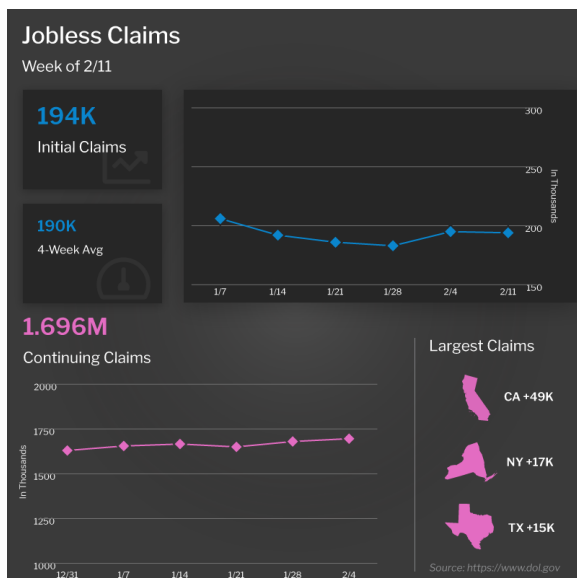 Jobless Claims
Week of 2/11
194K
Initial Claims
190K
4-Week Avg
300
250
200
150
In Thousands
1/7 1/14 1/21 1/28 2/4 2/11
1.696M
Continuing Claims
2000
1750
1500
1250
1000
In Thousands
12/31 1/7 1/14 1/21 1/28 2/4
Largest Claims
CA +49K
NY +17K
TX +15K
Source: https://www.dol.gov